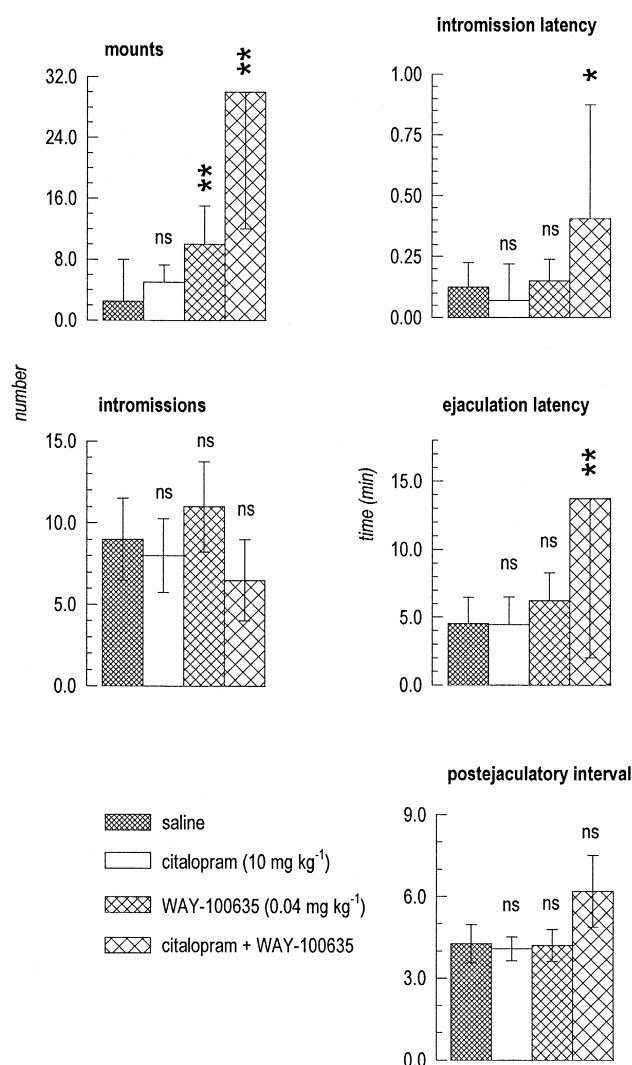 mounts
32.0
24.0
16.0
8.0
0.0
ns
**
**
intromission latency
1.00
0.75
0.50
0.25
0.00
ns
ns
*
number
intromissions
15.0
10.0
5.0
0.0
ns
ns
ns
ejaculation latency
time (min)
15.0
10.0
5.0
0.0
ns
ns
**
saline
citalopram (10 mg kg⁻¹)
WAY-100635 (0.04 mg kg⁻¹)
citalopram + WAY-100635
postejaculatory interval
9.0
6.0
3.0
0.0
ns
ns
ns